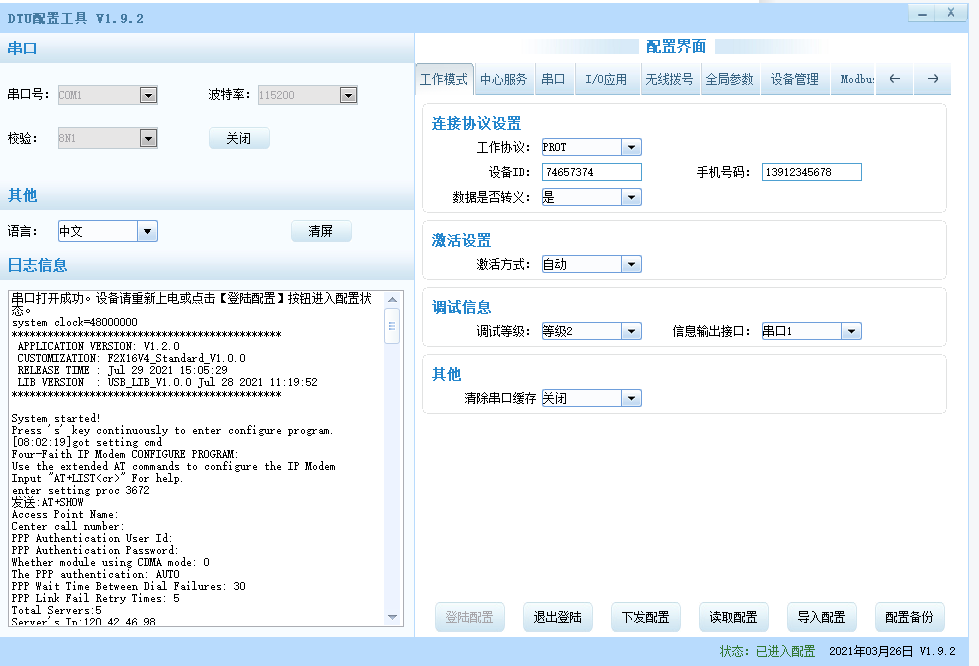 DTU配置工具 V1.9.2
串口
串口号: COM1 波特率: 115200
校验: 8N1 关闭
其他
语言: 中文 清屏
日志信息
串口打开成功。设备请重新上电或点击【登陆配置】按钮进入配置状
态。
system clock=48000000
*********************************************
APPLICATION VERSION: V1.2.0
CUSTOMIZATION: F2X16V4_Standard_V1.0.0
RELEASE TIME : Jul 29 2021 15:05:29
LIB VERSION : USB_LIB_V1.0.0 Jul 28 2021 11:19:52
*********************************************
System started!
Press 's' key continuously to enter configure program.
[08:02:19]got setting cmd
Four-Faith IP Modem CONFIGURE PROGRAM:
Use the extended AT commands to configure the IP Modem
Input "AT+LIST<cr>" For help.
enter setting proc 3672
发送:AT+SHOW
Access Point Name:
Center call number:
PPP Authentication User Id:
PPP Authentication Password:
Whether module using CDMA mode: 0
The PPP authentication: AUTO
PPP Wait Time Between Dial Failures: 30
PPP Link Fail Retry Times: 5
Total Servers:5
Server's Ip:120.42.46.98
配置界面
工作模式 中心服务 串口 I/O应用 无线拨号 全局参数 设备管理 Modbus ← →
连接协议设置
工作协议: PROT
设备ID: 74657374 手机号码: 13912345678
数据是否转义: 是
激活设置
激活方式: 自动
调试信息
调试等级: 等级2 信息输出接口: 串口1
其他
清除串口缓存 关闭
登陆配置 退出登陆 下发配置 读取配置 导入配置 配置备份
状态: 已进入配置 2021年03月26日 V1.9.2